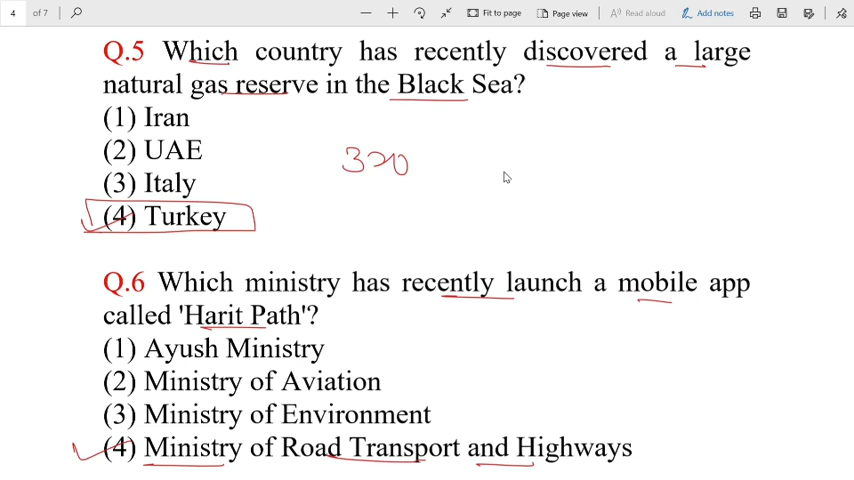 4 of 7 Fit to page Page view Read aloud Add notes
Q.5 Which country has recently discovered a large
natural gas reserve in the Black Sea?
(1) Iran
(2) UAE
320
(3) Italy
(4) Turkey
Q.6 Which ministry has recently launch a mobile app
called 'Harit Path'?
(1) Ayush Ministry
(2) Ministry of Aviation
(3) Ministry of Environment
(4) Ministry of Road Transport and Highways